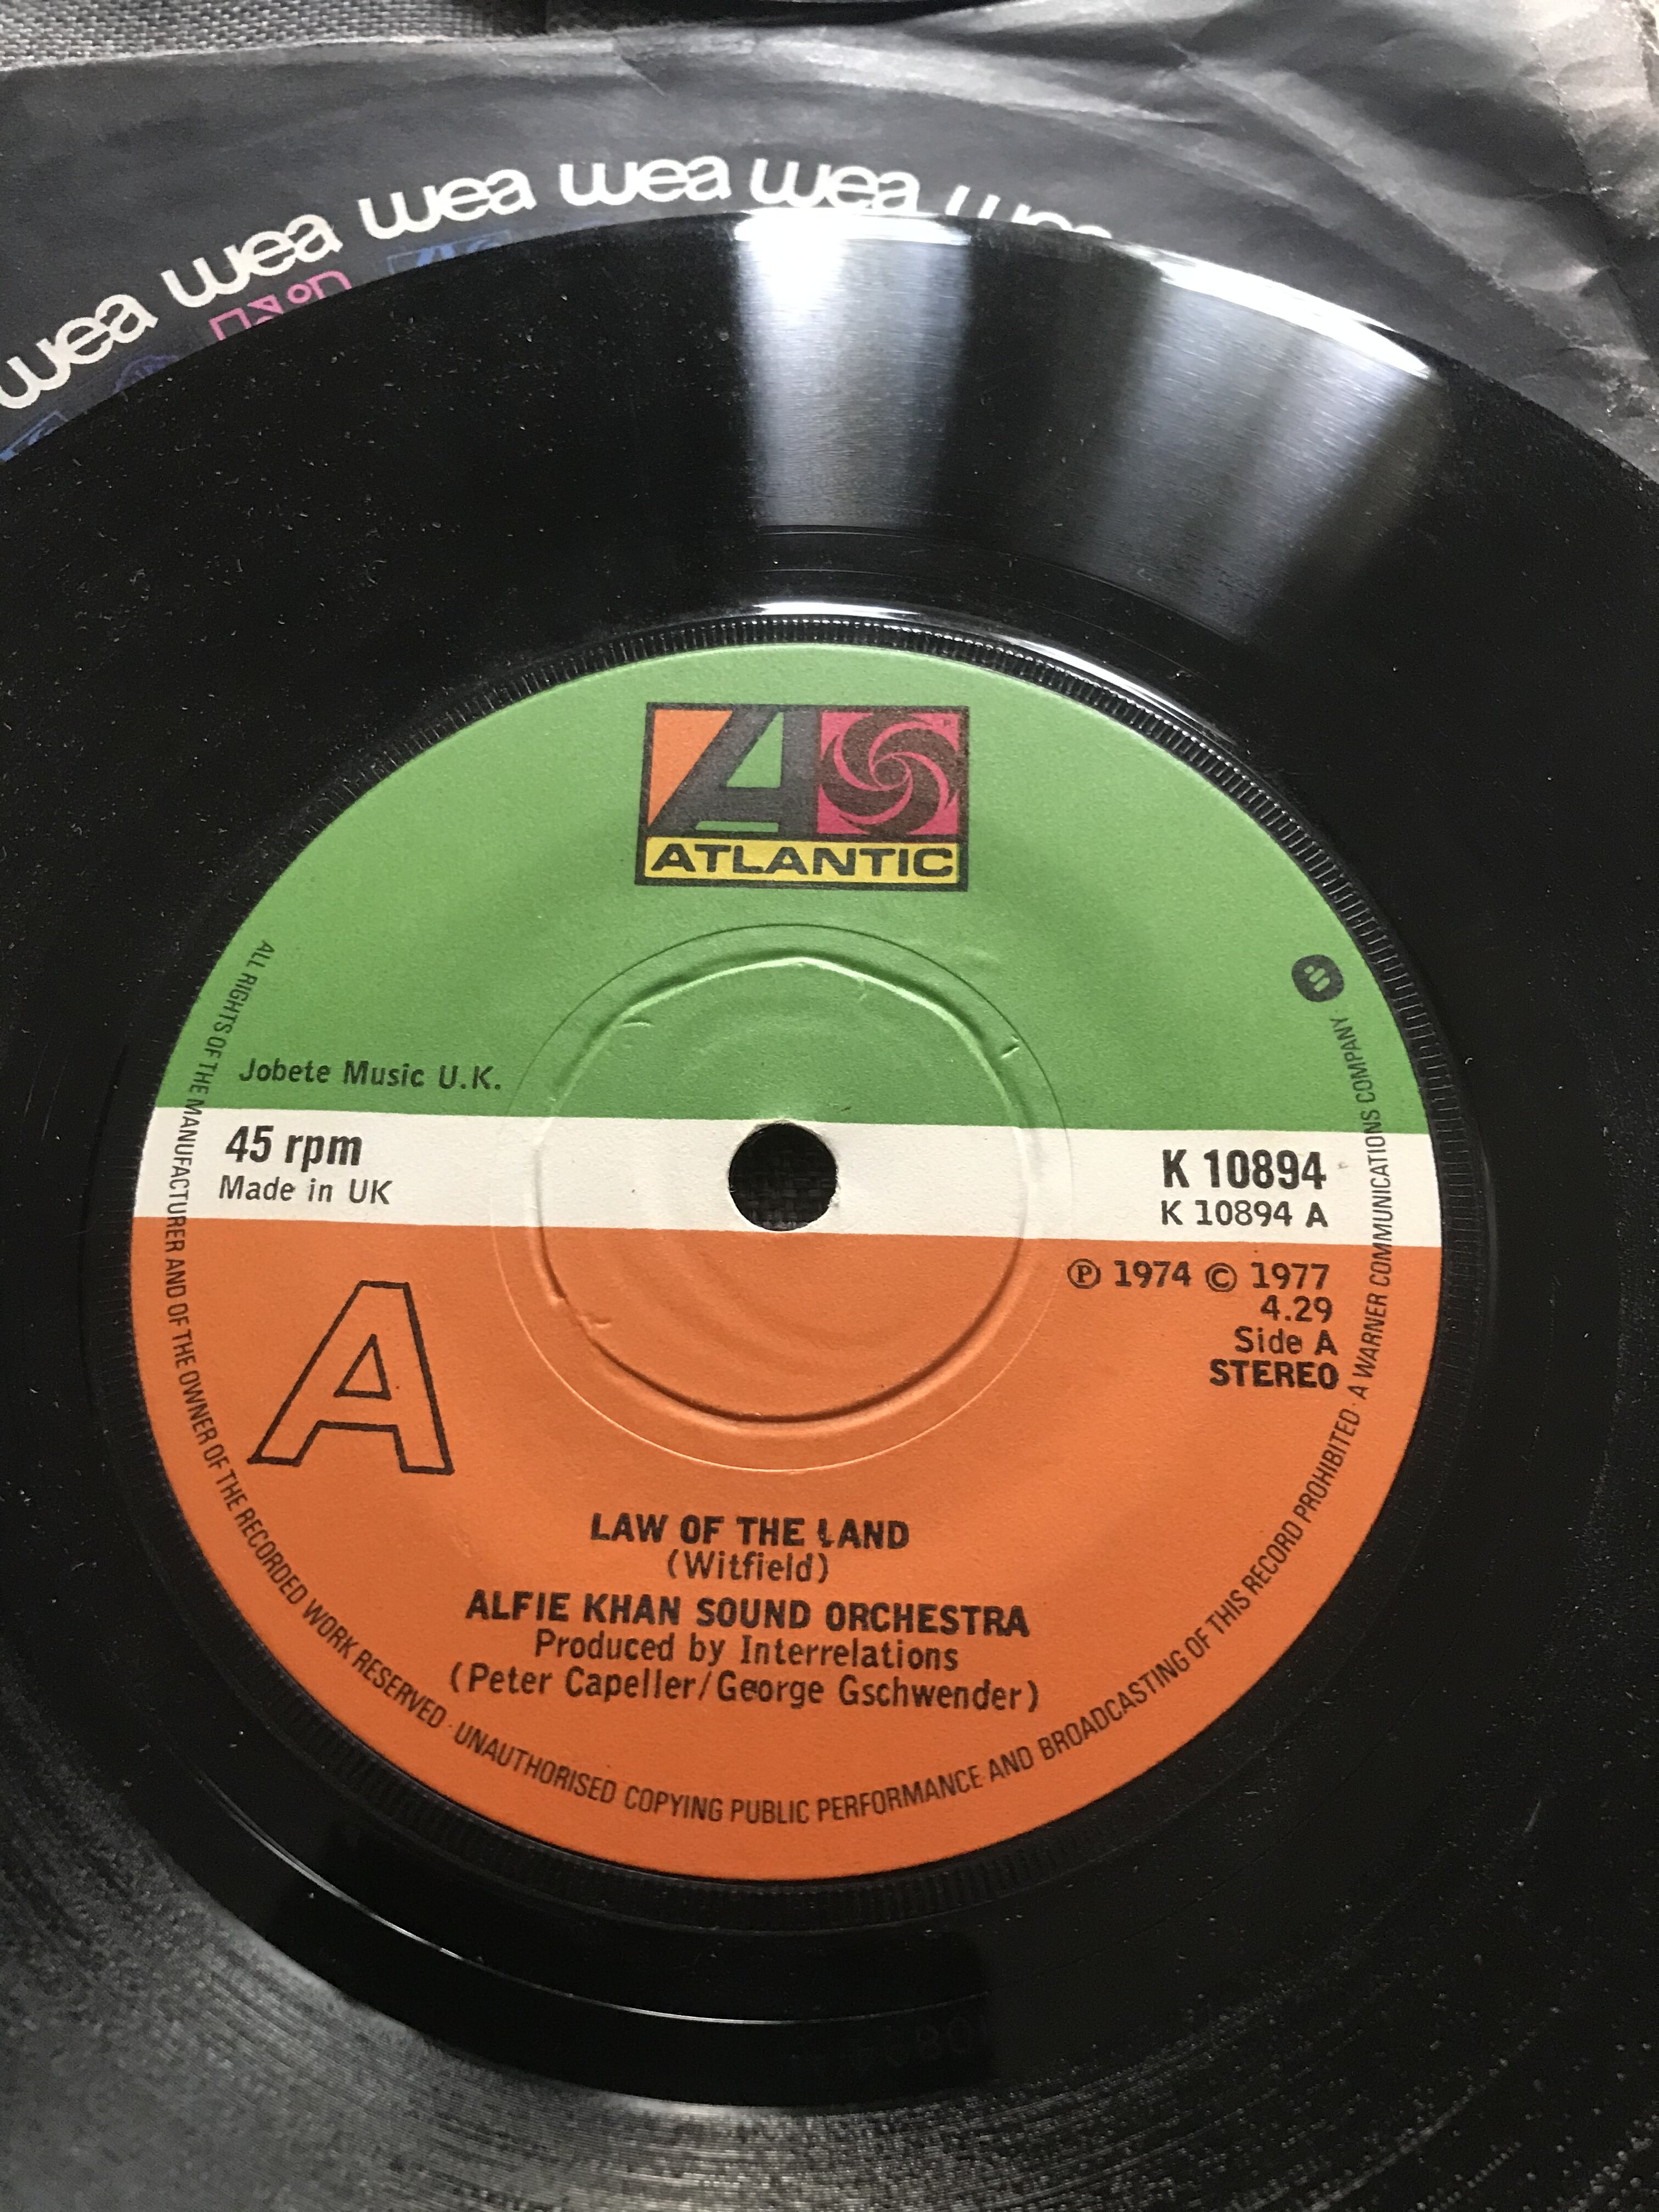 wea wea wea wea wea
ATLANTIC
Jobete Music U.K.
45 rpm
Made in UK
K 10894
K 10894 A
℗ 1974 © 1977
4.29
Side A
STEREO
A
LAW OF THE LAND
(Witfield)
ALFIE KHAN SOUND ORCHESTRA
Produced by Interrelations
(Peter Capeller/George Gschwender)
ALL RIGHTS OF THE MANUFACTURER AND OF THE OWNER OF THE RECORDED WORK RESERVED · UNAUTHORISED COPYING PUBLIC PERFORMANCE AND BROADCASTING OF THIS RECORD PROHIBITED · A WARNER COMMUNICATIONS COMPANY.